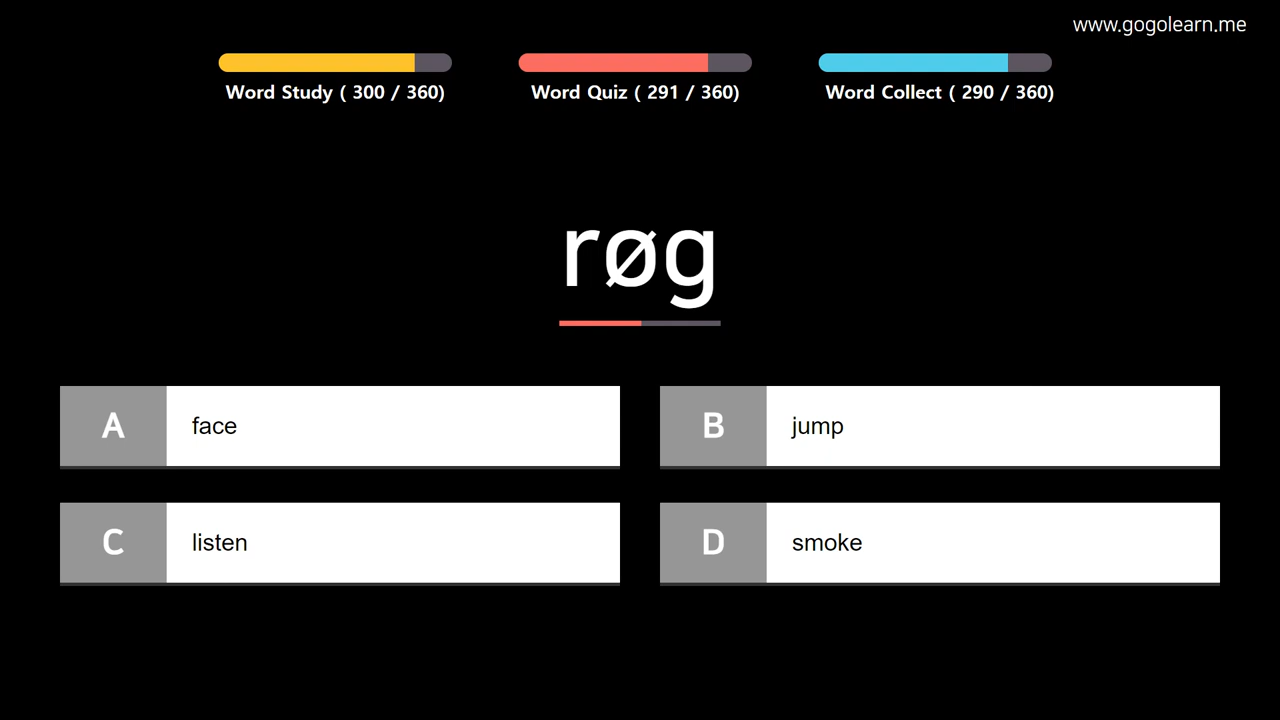 www.gogolearn.me
Word Study ( 300 / 360)
Word Quiz ( 291 / 360)
Word Collect ( 290 / 360)
røg
A face
B jump
C listen
D smoke